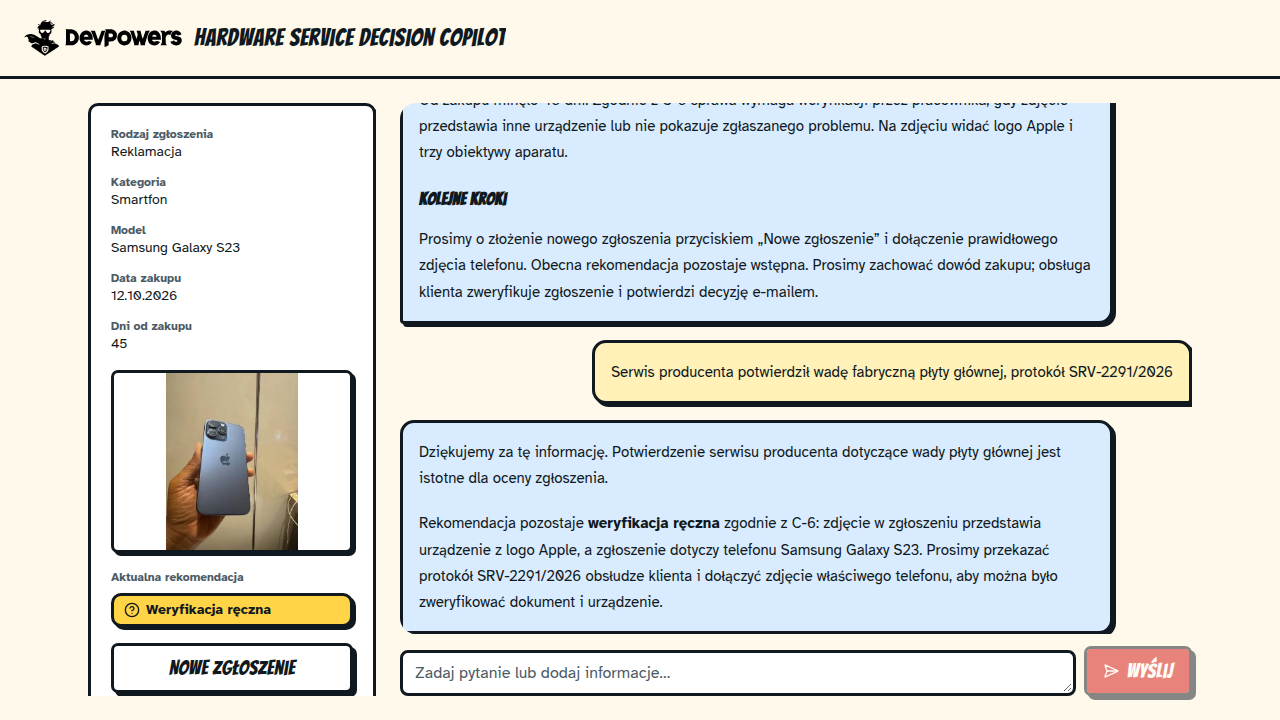 DevPowers
HARDWARE SERVICE DECISION COPILOT
Rodzaj zgłoszenia
Reklamacja
Kategoria
Smartfon
Model
Samsung Galaxy S23
Data zakupu
12.10.2026
Dni od zakupu
45
Aktualna rekomendacja
Weryfikacja ręczna
NOWE ZGŁOSZENIE
przedstawia inne urządzenie lub nie pokazuje zgłaszanego problemu. Na zdjęciu widać logo Apple i
trzy obiektywy aparatu.
KOLEJNE KROKI
Prosimy o złożenie nowego zgłoszenia przyciskiem „Nowe zgłoszenie” i dołączenie prawidłowego
zdjęcia telefonu. Obecna rekomendacja pozostaje wstępna. Prosimy zachować dowód zakupu; obsługa
klienta zweryfikuje zgłoszenie i potwierdzi decyzję e-mailem.
Serwis producenta potwierdził wadę fabryczną płyty głównej, protokół SRV-2291/2026
Dziękujemy za tę informację. Potwierdzenie serwisu producenta dotyczące wady płyty głównej jest
istotne dla oceny zgłoszenia.
Rekomendacja pozostaje weryfikacja ręczna zgodnie z C-6: zdjęcie w zgłoszeniu przedstawia
urządzenie z logo Apple, a zgłoszenie dotyczy telefonu Samsung Galaxy S23. Prosimy przekazać
protokół SRV-2291/2026 obsłudze klienta i dołączyć zdjęcie właściwego telefonu, aby można było
zweryfikować dokument i urządzenie.
Zadaj pytanie lub dodaj informacje...
WYŚLIJ